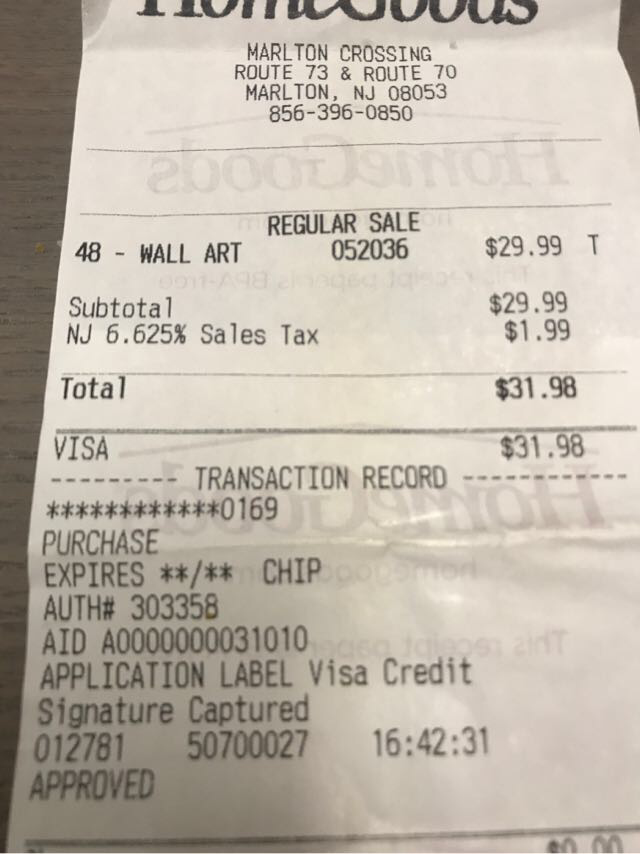 HomeGoods
MARLTON CROSSING
ROUTE 73 & ROUTE 70
MARLTON, NJ 08053
856-396-0850
REGULAR SALE
48 - WALL ART 052036 $29.99 T
Subtotal $29.99
NJ 6.625% Sales Tax $1.99
Total $31.98
VISA $31.98
--------- TRANSACTION RECORD ------------
************0169
PURCHASE
EXPIRES **/** CHIP
AUTH# 303358
AID A0000000031010
APPLICATION LABEL Visa Credit
Signature Captured
012781 50700027 16:42:31
APPROVED
$0.00